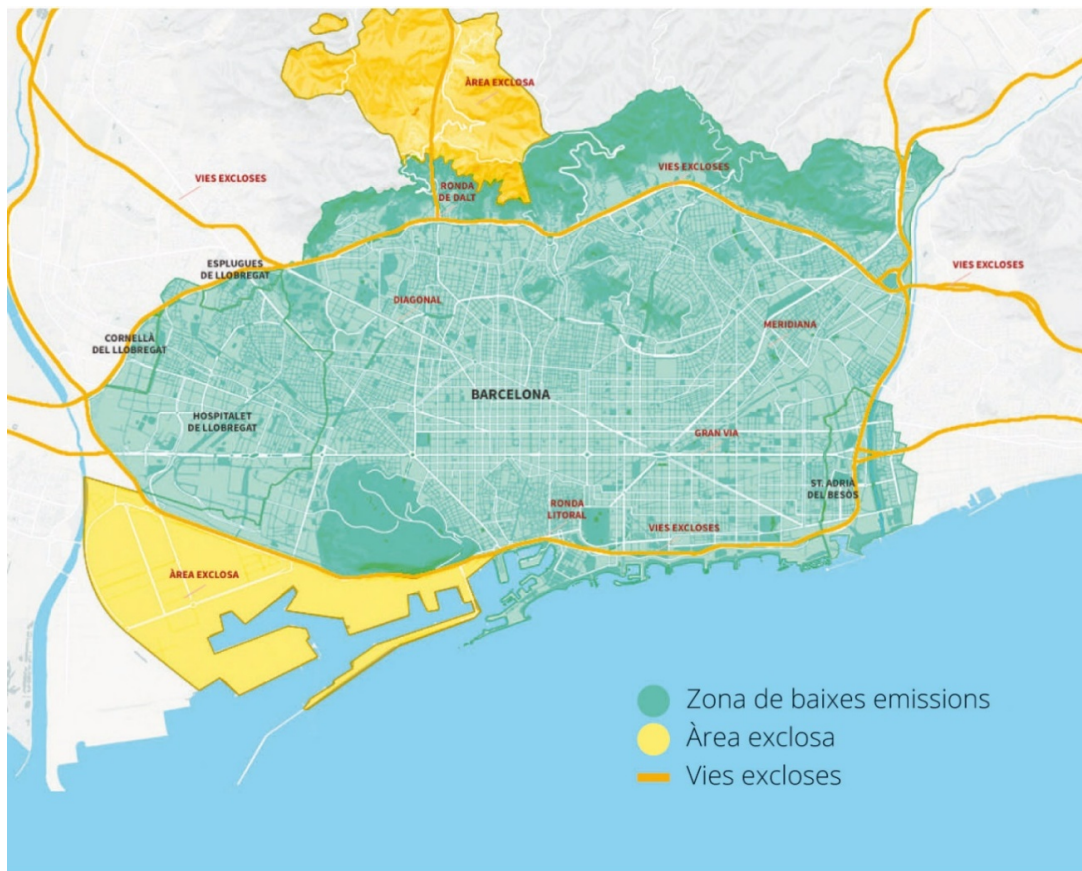 ÀREA EXCLOSA
VIES EXCLOSES
VIES EXCLOSES
RONDA
DE DALT
ESPLUGUES
DE LLOBREGAT
VIES EXCLOSES
DIAGONAL
MERIDIANA
CORNELLÀ
DEL LLOBREGAT
BARCELONA
HOSPITALET
DE LLOBREGAT
GRAN VIA
ST. ADRIA
DEL BESÒS
RONDA
LITORAL
VIES EXCLOSES
ÀREA EXCLOSA
Zona de baixes emissions
Àrea exclosa
Vies excloses